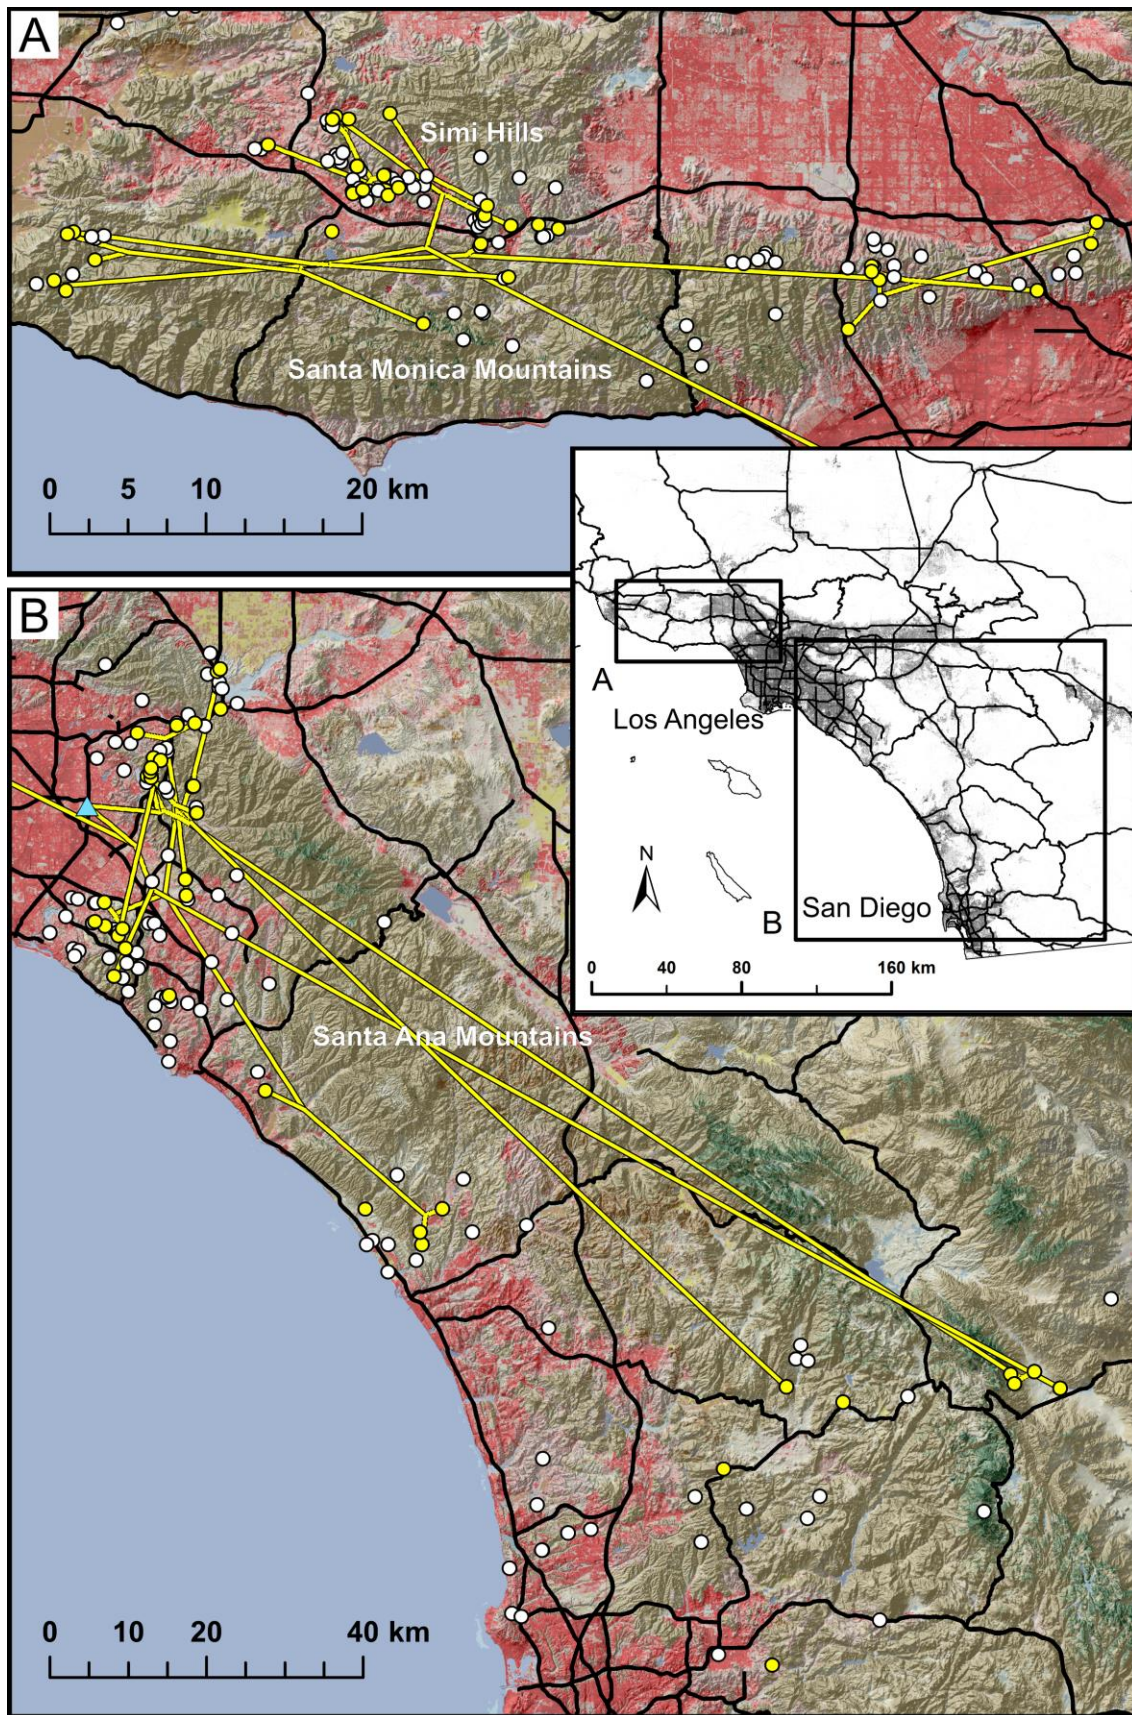 A
Simi Hills
Santa Monica Mountains
0 5 10 20 km
A
Los Angeles
N
B
San Diego
0 40 80 160 km
B
Santa Ana Mountains
0 10 20 40 km